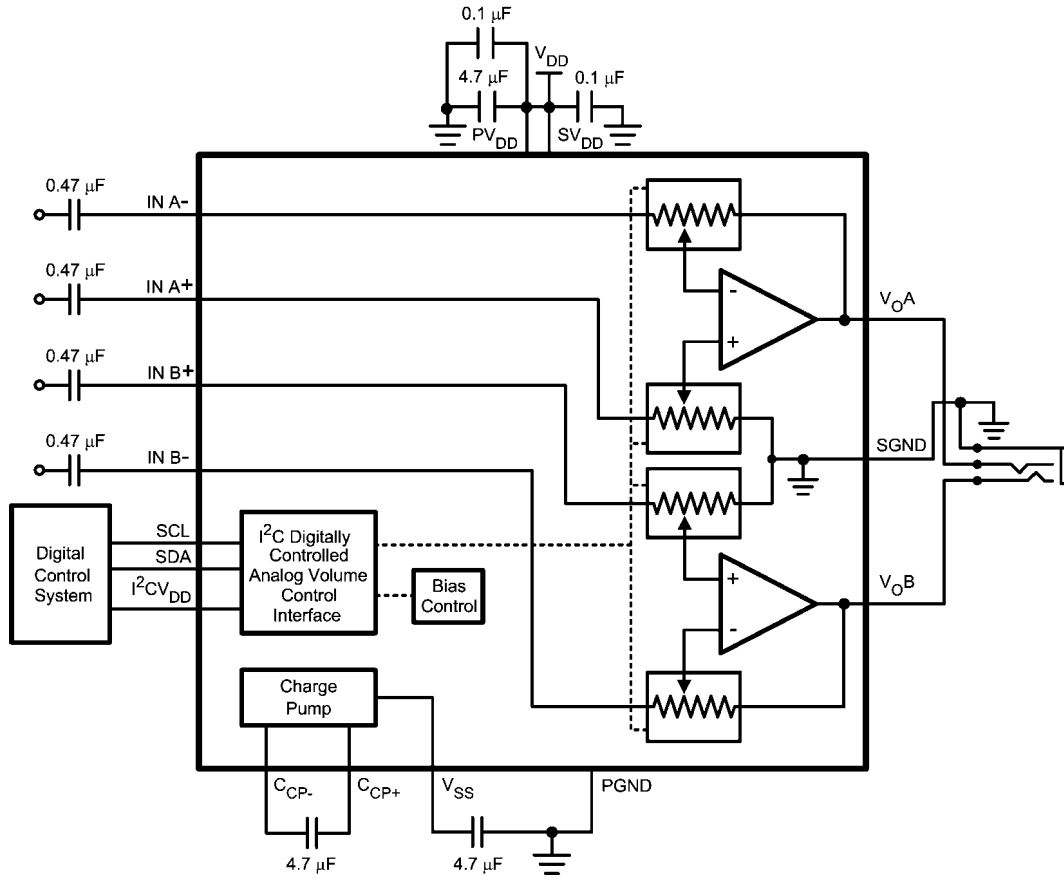 0.1 µF
V_DD
4.7 µF
0.1 µF
PV_DD
SV_DD
0.47 µF
IN A-
0.47 µF
IN A+
-
V_OA
+
0.47 µF
IN B+
0.47 µF
IN B-
SGND
Digital
Control
System
SCL
SDA
I²CV_DD
I²C Digitally
Controlled
Analog Volume
Control
Interface
Bias
Control
+
V_OB
-
Charge
Pump
C_CP-
C_CP+
V_SS
PGND
4.7 µF
4.7 µF